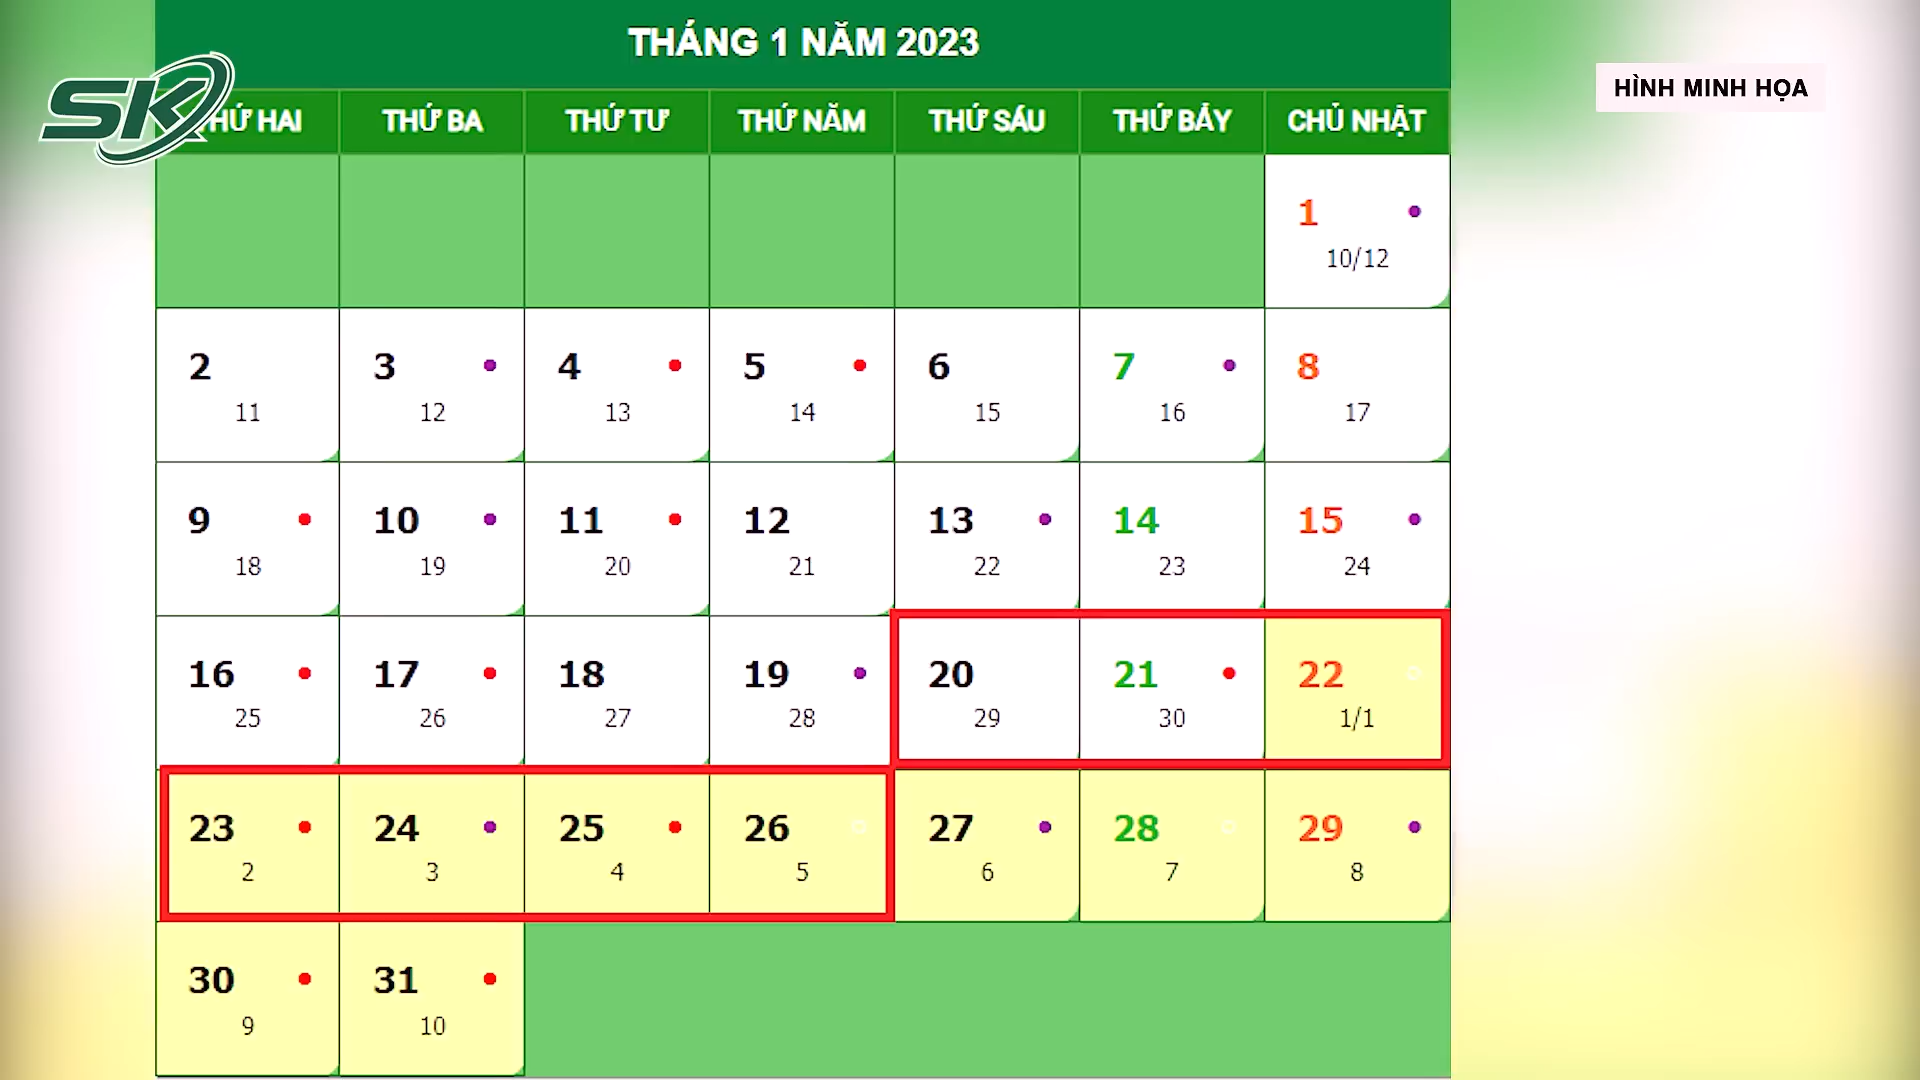 THÁNG 1 NĂM 2023
HÌNH MINH HỌA
SK
THỨ HAI THỨ BA THỨ TƯ THỨ NĂM THỨ SÁU THỨ BẢY CHỦ NHẬT
1
10/12
2 3 4 5 6 7 8
11 12 13 14 15 16 17
9 10 11 12 13 14 15
18 19 20 21 22 23 24
16 17 18 19 20 21 22
25 26 27 28 29 30 1/1
23 24 25 26 27 28 29
2 3 4 5 6 7 8
30 31
9 10